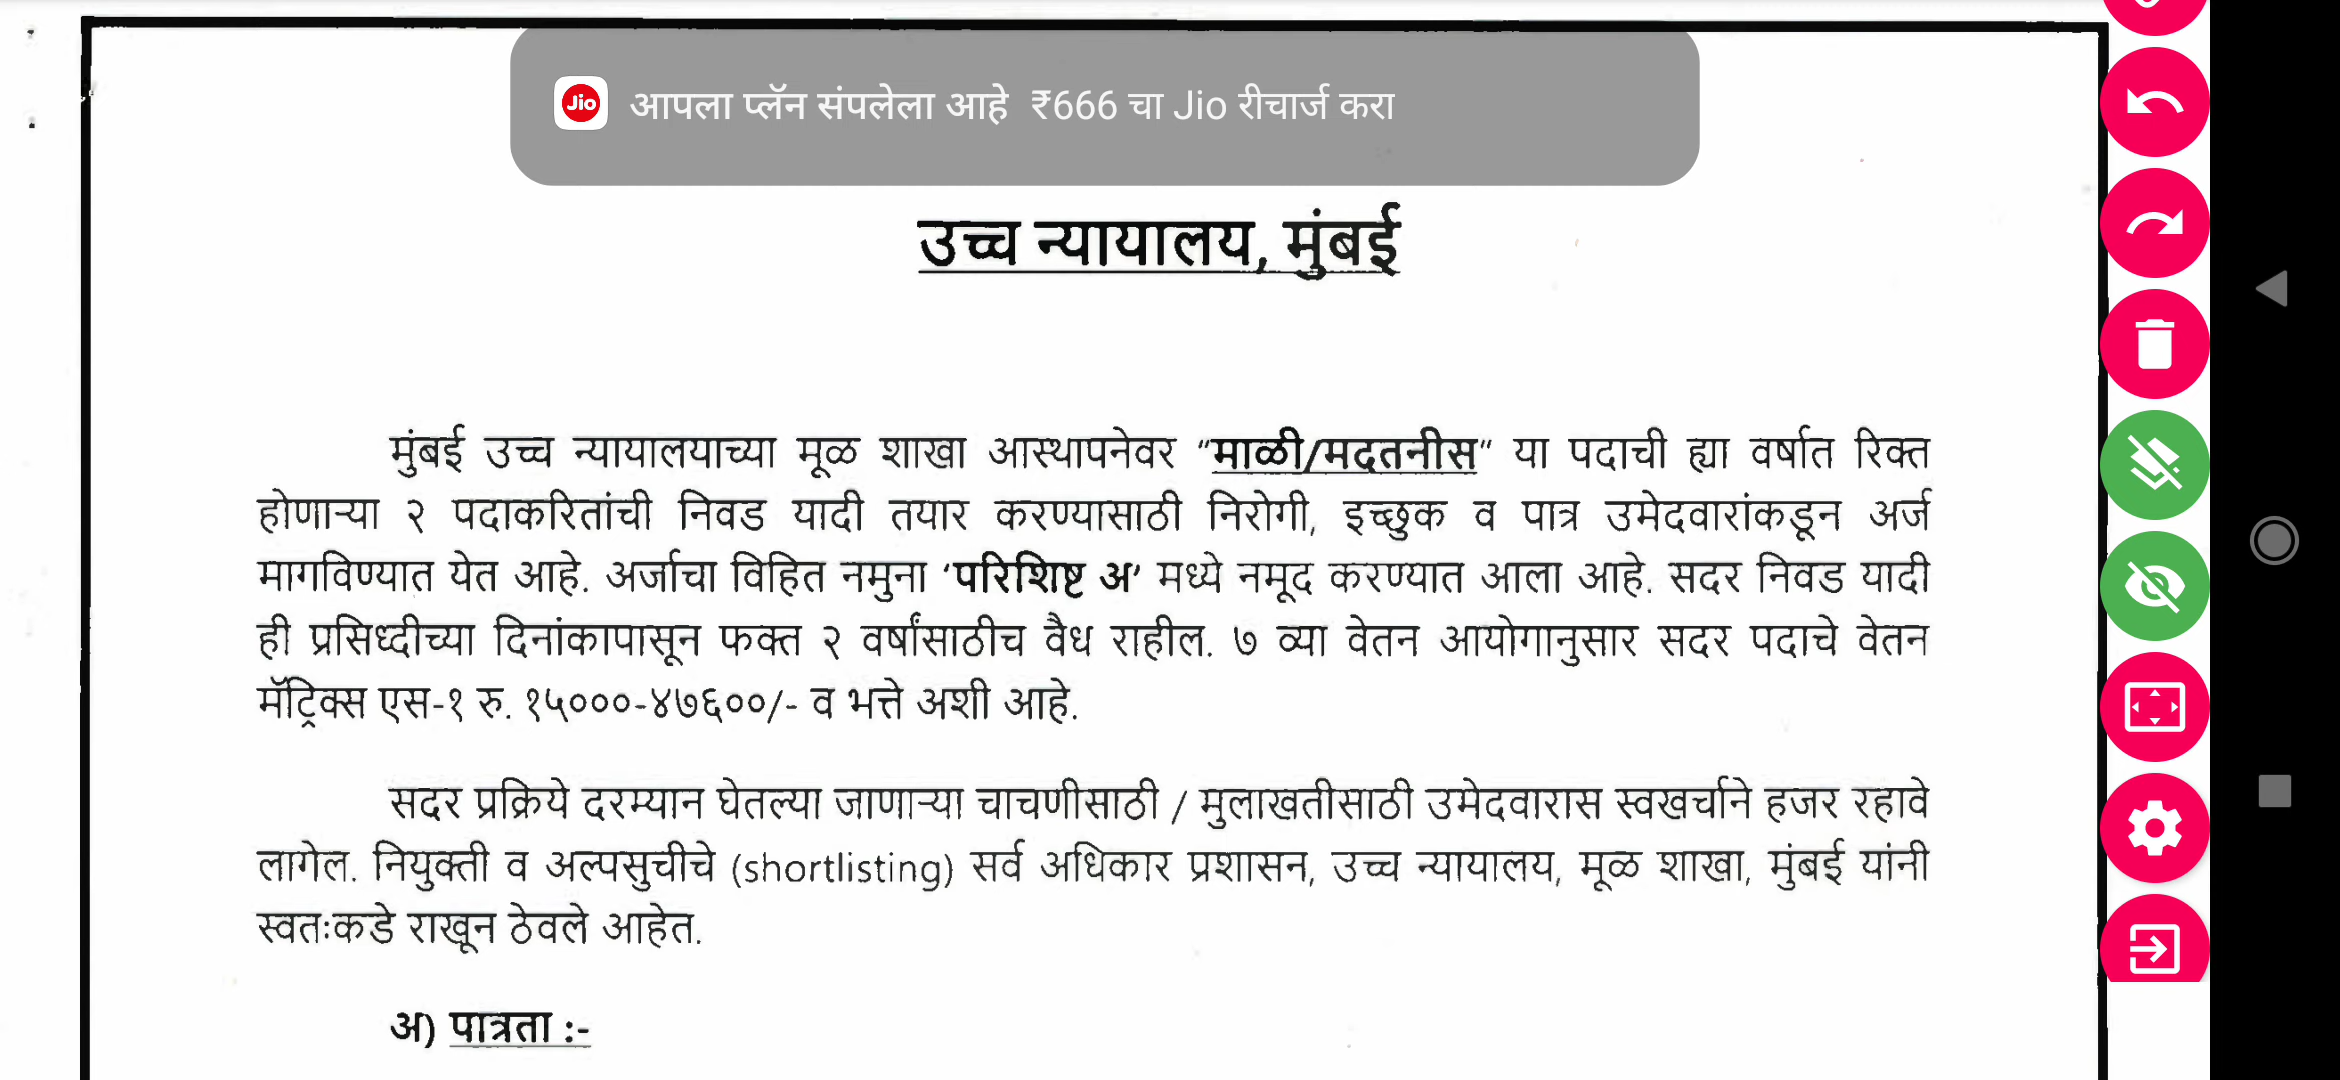 Jio आपला प्लॅन संपलेला आहे ₹666 चा Jio रीचार्ज करा
उच्च न्यायालय, मुंबई
मुंबई उच्च न्यायालयाच्या मूळ शाखा आस्थापनेवर “माळी/मदतनीस” या पदाची ह्या वर्षात रिक्त
होणाऱ्या २ पदाकरितांची निवड यादी तयार करण्यासाठी निरोगी, इच्छुक व पात्र उमेदवारांकडून अर्ज
मागविण्यात येत आहे. अर्जाचा विहित नमुना ‘परिशिष्ट अ’ मध्ये नमूद करण्यात आला आहे. सदर निवड यादी
ही प्रसिध्दीच्या दिनांकापासून फक्त २ वर्षांसाठीच वैध राहील. ७ व्या वेतन आयोगानुसार सदर पदाचे वेतन
मॅट्रिक्स एस-१ रु. १५०००-४७६००/- व भत्ते अशी आहे.
सदर प्रक्रिये दरम्यान घेतल्या जाणाऱ्या चाचणीसाठी / मुलाखतीसाठी उमेदवारास स्वखर्चाने हजर रहावे
लागेल. नियुक्ती व अल्पसुचीचे (shortlisting) सर्व अधिकार प्रशासन, उच्च न्यायालय, मूळ शाखा, मुंबई यांनी
स्वतःकडे राखून ठेवले आहेत.
अ) पात्रता :-